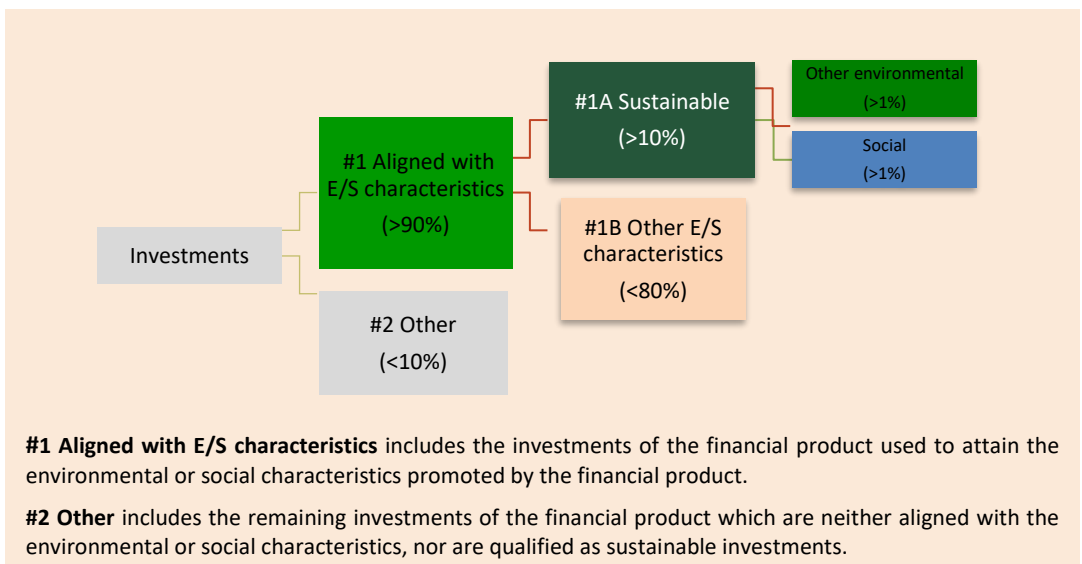 Investments
#1 Aligned with
E/S characteristics
(>90%)
#2 Other
(<10%)
#1A Sustainable
(>10%)
#1B Other E/S
characteristics
(<80%)
Other environmental
(>1%)
Social
(>1%)
#1 Aligned with E/S characteristics includes the investments of the financial product used to attain the
environmental or social characteristics promoted by the financial product.
#2 Other includes the remaining investments of the financial product which are neither aligned with the
environmental or social characteristics, nor are qualified as sustainable investments.